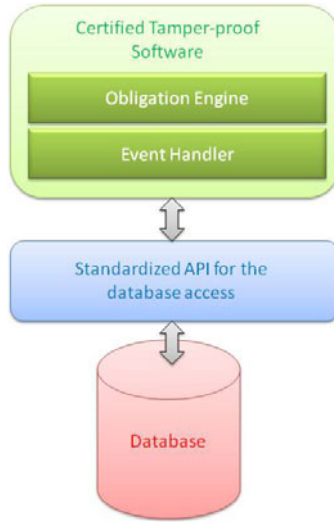 Certified Tamper-proof
Software
Obligation Engine
Event Handler
Standardized API for the
database access
Database